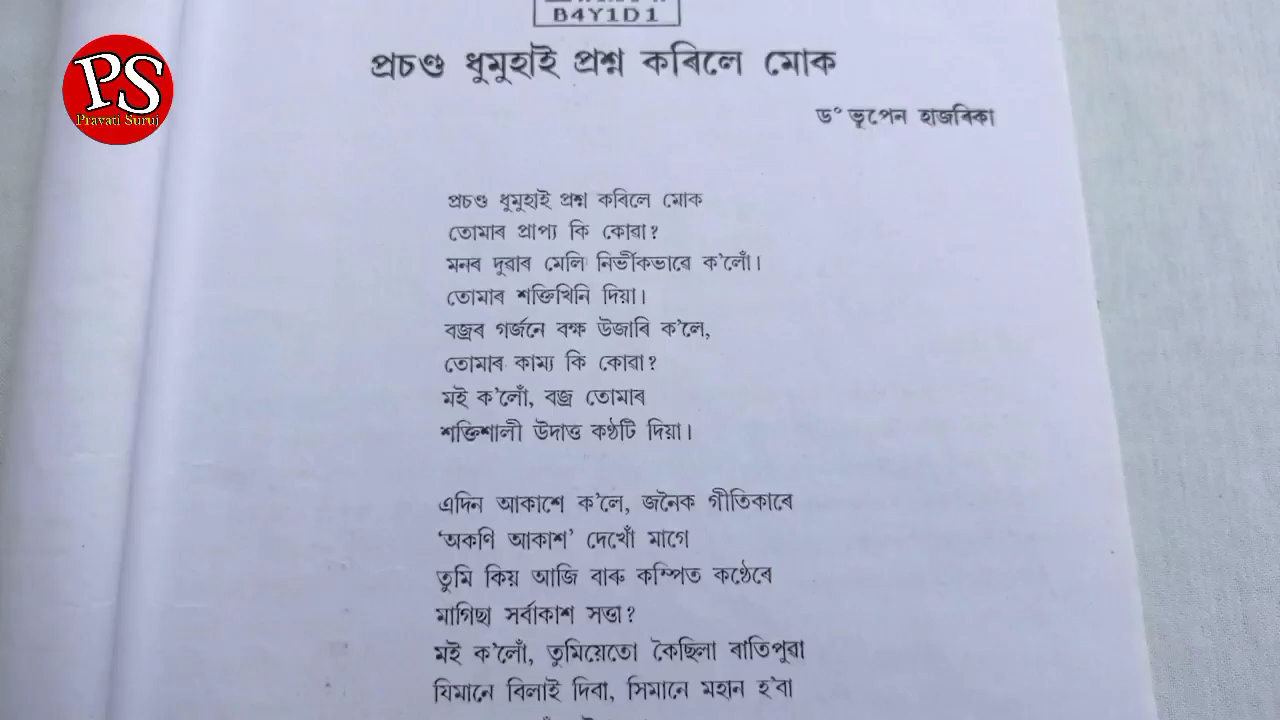 PS
Pravati Suruj
B4Y1D1
প্ৰচণ্ড ধুমুহাই প্ৰশ্ন কৰিলে মোক
ড° ভূপেন হাজৰিকা
প্ৰচণ্ড ধুমুহাই প্ৰশ্ন কৰিলে মোক
তোমাৰ প্ৰাপ্য কি কোৱা?
মনৰ দুৱাৰ মেলি নিৰ্ভীকভাৱে ক'লোঁ।
তোমাৰ শক্তিখিনি দিয়া।
বজ্ৰৰ গৰ্জনে বক্ষ উজাৰি ক'লে,
তোমাৰ কাম্য কি কোৱা?
মই ক'লোঁ, বজ্ৰ তোমাৰ
শক্তিশালী উদাত্ত কণ্ঠটি দিয়া।
এদিন আকাশে ক'লে, জনৈক গীতিকাৰে
‘অকণি আকাশ’ দেখোঁ মাগে
তুমি কিয় আজি বাৰু কম্পিত কণ্ঠেৰে
মাগিছা সৰ্বাকাশ সত্তা?
মই ক'লোঁ, তুমিয়েতো কৈছিলা ৰাতিপুৱা
যিমানে বিলাই দিবা, সিমানে মহান হ'বা